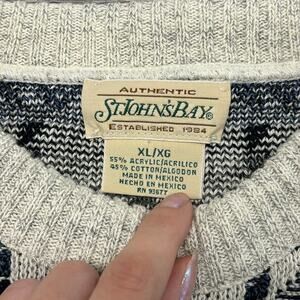 AUTHENTIC
ST. JOHN'S BAY®
ESTABLISHED 1984
XL/XG
55% ACRYLIC/ACRILICO
45% COTTON/ALGODON
MADE IN MEXICO
HECHO EN MEXICO
RN 93677